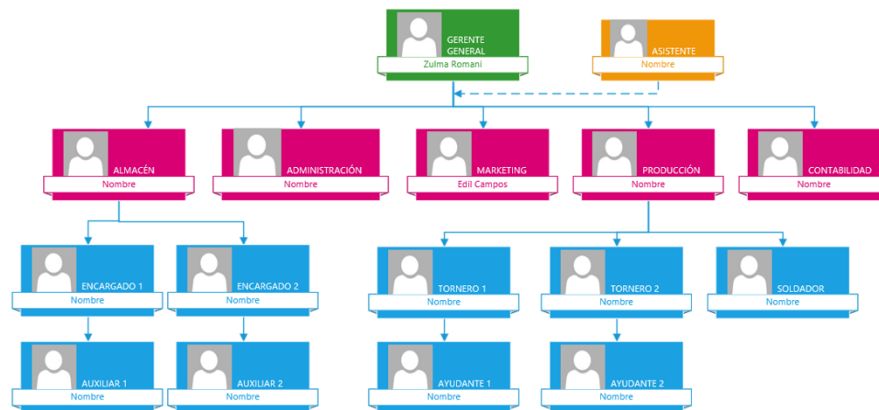 GERENTE
GENERAL
Zulma Romani
ASISTENTE
Nombre
ALMACÉN
Nombre
ADMINISTRACIÓN
Nombre
MARKETING
Edil Campos
PRODUCCIÓN
Nombre
CONTABILIDAD
Nombre
ENCARGADO 1
Nombre
ENCARGADO 2
Nombre
TORNERO 1
Nombre
TORNERO 2
Nombre
SOLDADOR
Nombre
AUXILIAR 1
Nombre
AUXILIAR 2
Nombre
AYUDANTE 1
Nombre
AYUDANTE 2
Nombre